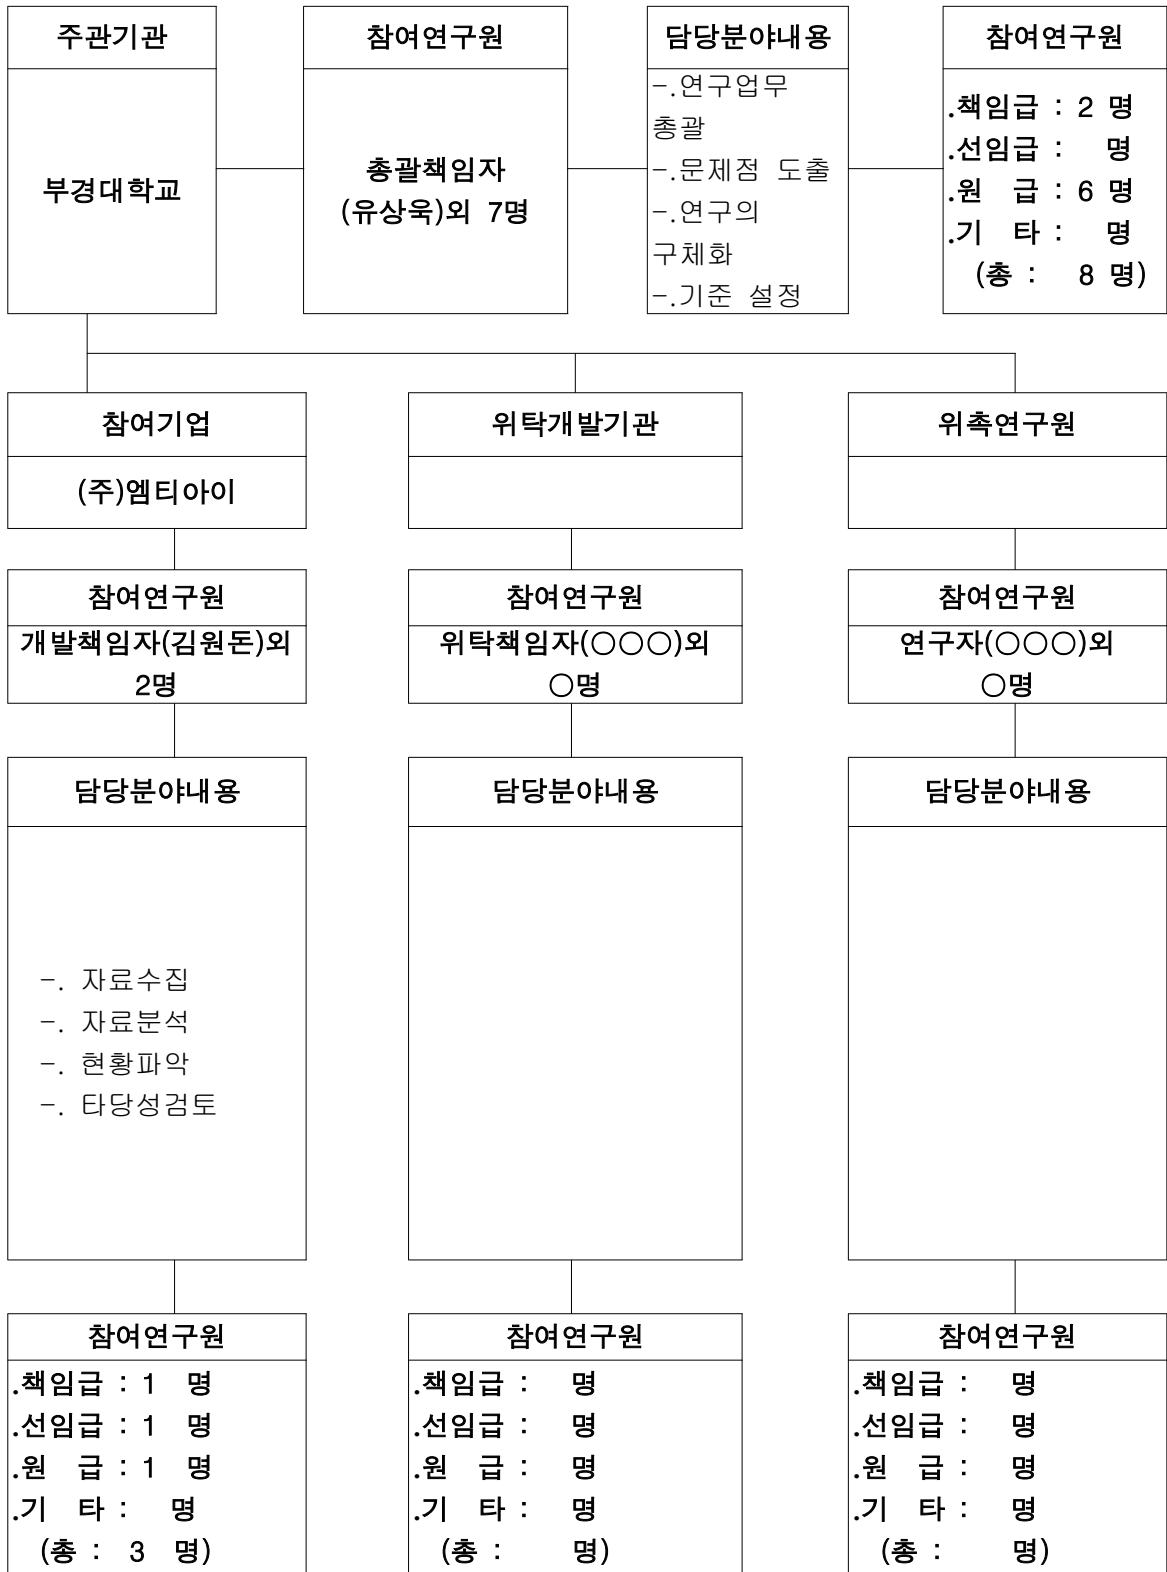 주관기관
부경대학교
참여연구원
총괄책임자
(유상욱)외 7명
담당분야내용
-.연구업무
총괄
-.문제점 도출
-.연구의
구체화
-.기준 설정
참여연구원
.책임급 : 2 명
.선임급 : 명
.원 급 : 6 명
.기 타 : 명
(총 : 8 명)
참여기업
(주)엠티아이
위탁개발기관
위촉연구원
참여연구원
개발책임자(김원돈)외
2명
참여연구원
위탁책임자(○○○)외
○명
참여연구원
연구자(○○○)외
○명
담당분야내용
-. 자료수집
-. 자료분석
-. 현황파악
-. 타당성검토
담당분야내용
담당분야내용
참여연구원
.책임급 : 1 명
.선임급 : 1 명
.원 급 : 1 명
.기 타 : 명
(총 : 3 명)
참여연구원
.책임급 : 명
.선임급 : 명
.원 급 : 명
.기 타 : 명
(총 : 명)
참여연구원
.책임급 : 명
.선임급 : 명
.원 급 : 명
.기 타 : 명
(총 : 명)